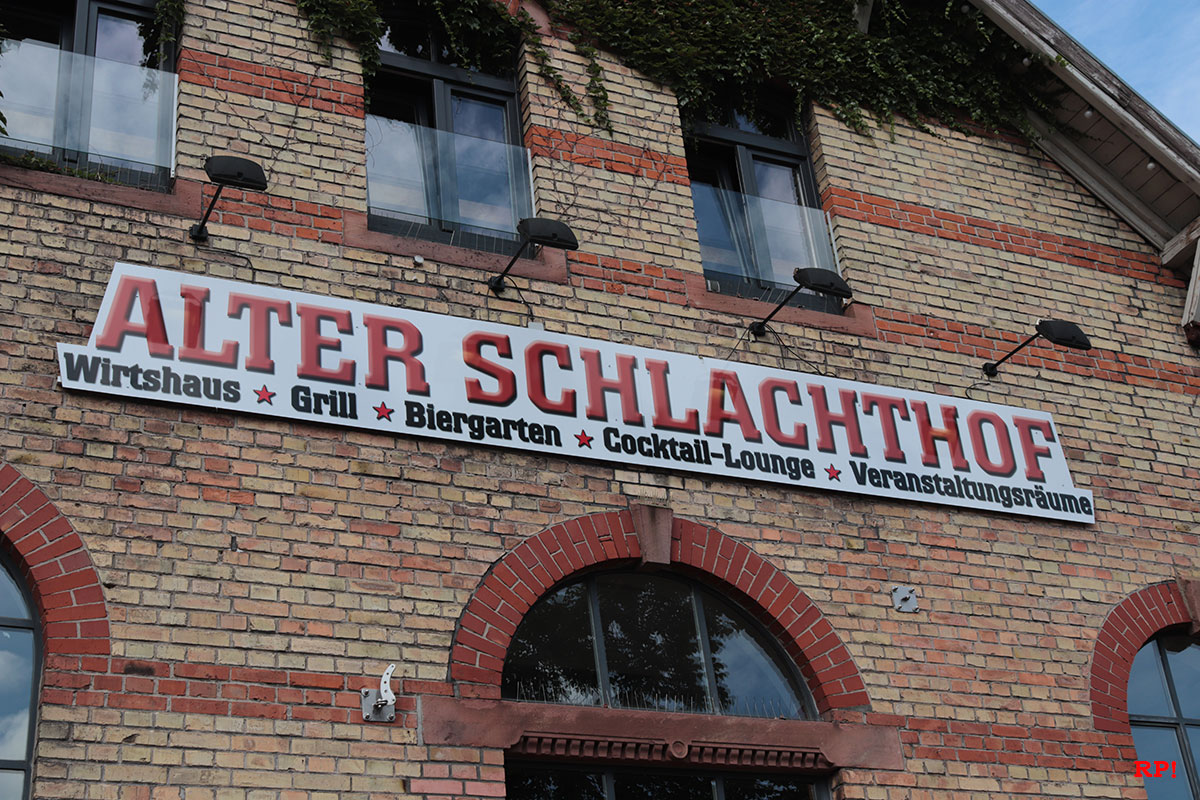 ALTER SCHLACHTHOF
Wirtshaus ★ Grill ★ Biergarten ★ Cocktail-Lounge ★ Veranstaltungsräume
RP!